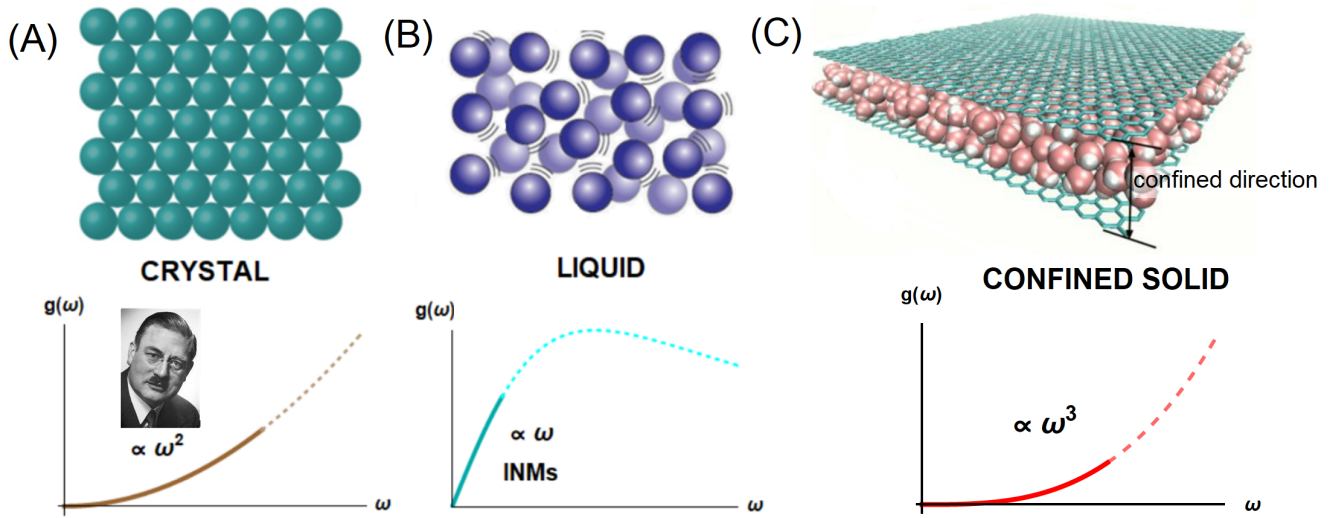 (A)
(B)
(C)
confined direction
CRYSTAL
LIQUID
CONFINED SOLID
g(ω)
∝ ω²
ω
g(ω)
∝ ω
INMs
ω
g(ω)
∝ ω³
ω